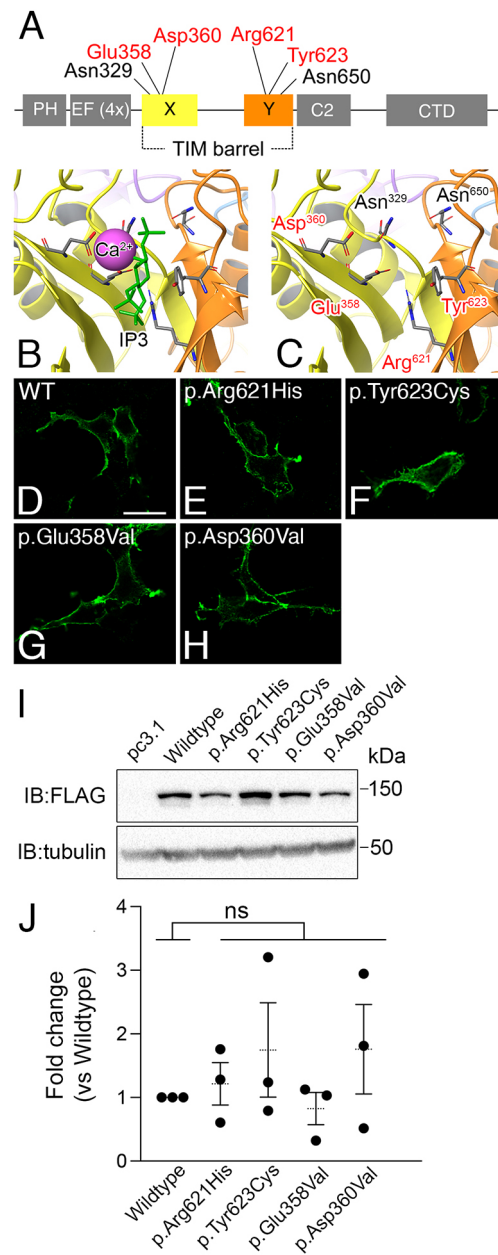 A
Asp360
Arg621
Glu358
Tyr623
Asn329
Asn650
PH
EF (4x)
X
Y
C2
CTD
TIM barrel
Ca2+
IP3
B
Asn329
Asn650
Asp360
Glu358
Tyr623
Arg621
C
WT
D
p.Arg621His
E
p.Tyr623Cys
F
p.Glu358Val
G
p.Asp360Val
H
I
pc3.1
Wildtype
p.Arg621His
p.Tyr623Cys
p.Glu358Val
p.Asp360Val
kDa
IB:FLAG
150
IB:tubulin
50
J
ns
Fold change
(vs Wildtype)
4
3
2
1
0
Wildtype
p.Arg621His
p.Tyr623Cys
p.Glu358Val
p.Asp360Val